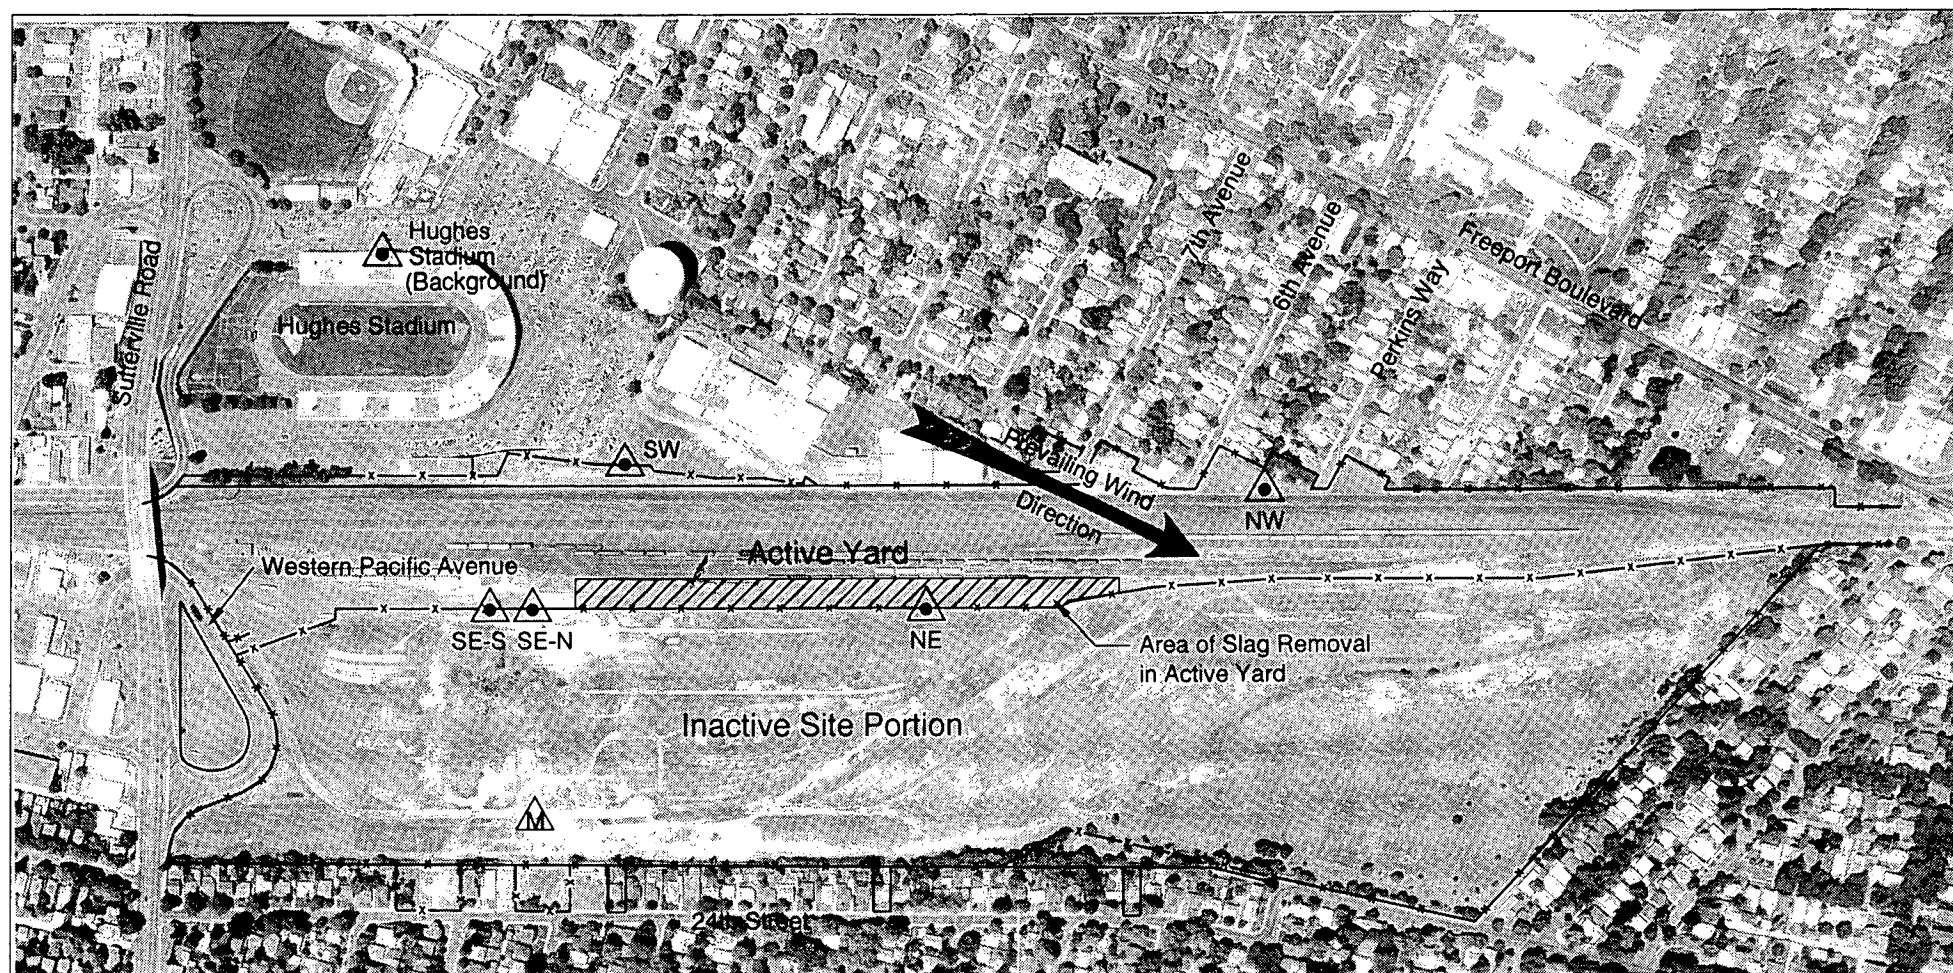 Hughes
Stadium
(Background)
Hughes Stadium
Sutterville Road
7th Avenue
6th Avenue
Perkins Way
Freeport Boulevard
SW
Prevailing Wind
Direction
NW
Active Yard
Western Pacific Avenue
SE-S
SE-N
NE
Area of Slag Removal
in Active Yard
Inactive Site Portion
M
24th Street